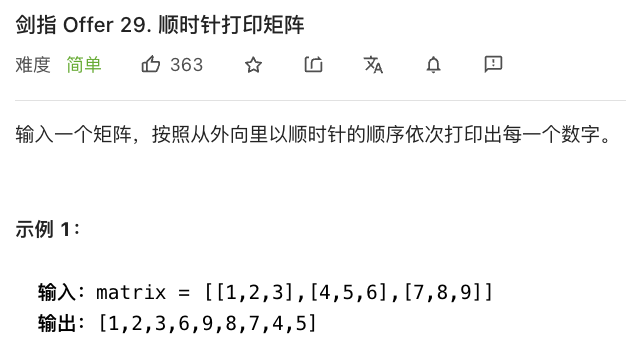 剑指 Offer 29. 顺时针打印矩阵
难度 简单 363
输入一个矩阵，按照从外向里以顺时针的顺序依次打印出每一个数字。
示例 1：
输入：matrix = [[1,2,3],[4,5,6],[7,8,9]]
输出：[1,2,3,6,9,8,7,4,5]